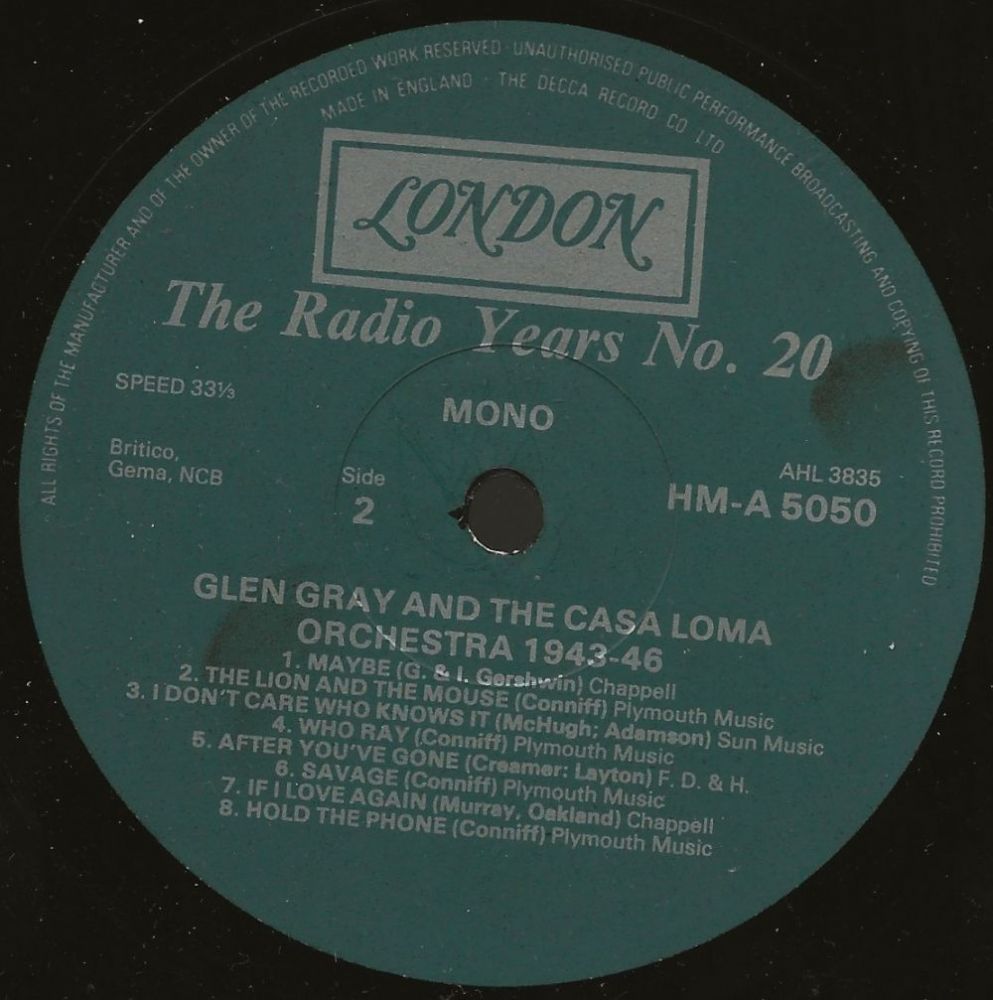 ALL RIGHTS OF THE MANUFACTURER AND OF THE OWNER OF THE RECORDED WORK RESERVED · UNAUTHORISED PUBLIC PERFORMANCE BROADCASTING AND COPYING OF THIS RECORD PROHIBITED
MADE IN ENGLAND · THE DECCA RECORD CO LTD
LONDON
The Radio Years No. 20
SPEED 33⅓
MONO
Britico,
Gema, NCB
Side
2
AHL 3835
HM-A 5050
GLEN GRAY AND THE CASA LOMA
ORCHESTRA 1943-46
1. MAYBE (G. & I. Gershwin) Chappell
2. THE LION AND THE MOUSE (Conniff) Plymouth Music
3. I DON'T CARE WHO KNOWS IT (McHugh; Adamson) Sun Music
4. WHO RAY (Conniff) Plymouth Music
5. AFTER YOU'VE GONE (Creamer: Layton) F. D. & H.
6. SAVAGE (Conniff) Plymouth Music
7. IF I LOVE AGAIN (Murray, Oakland) Chappell
8. HOLD THE PHONE (Conniff) Plymouth Music